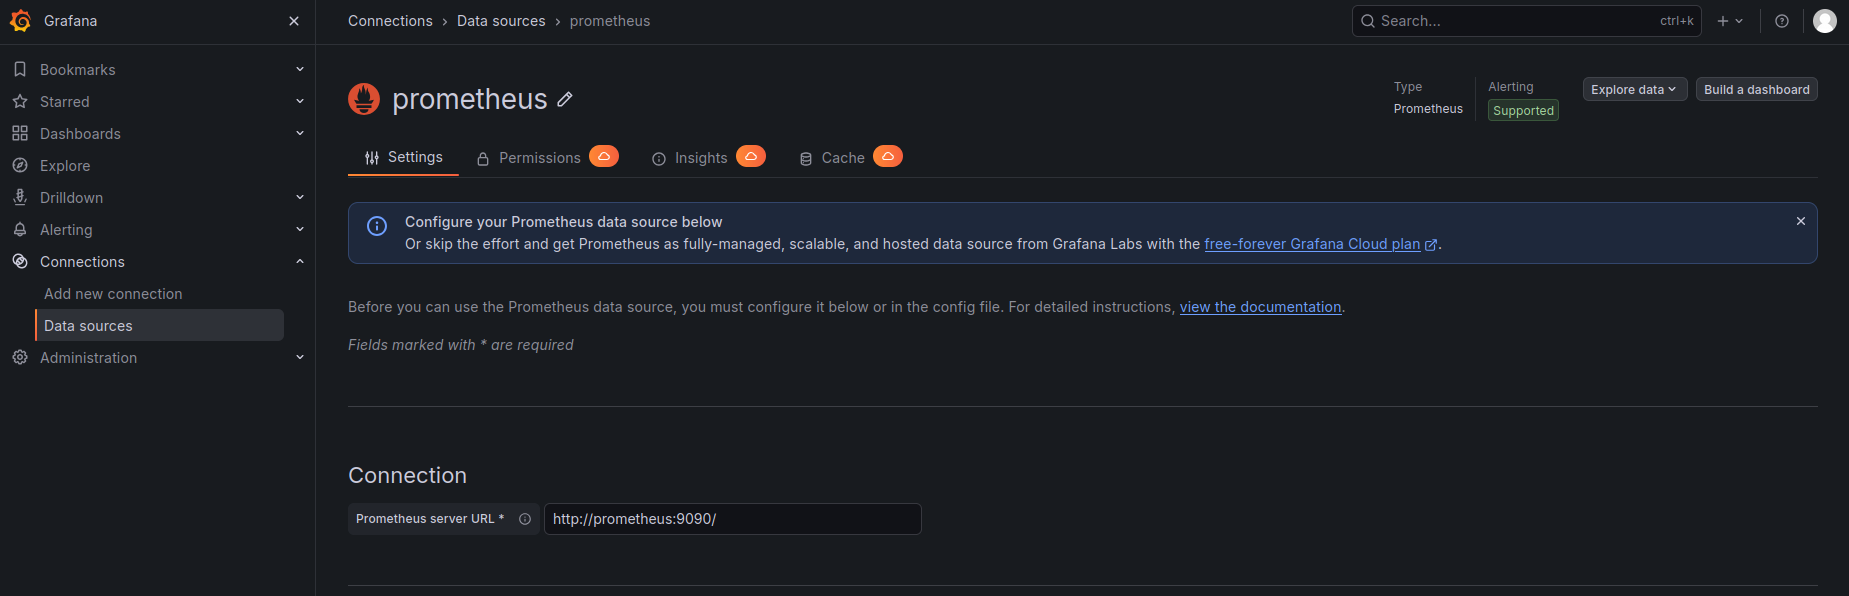 Grafana
Connections › Data sources › prometheus
Search... ctrl+k
Bookmarks
Starred
Dashboards
Explore
Drilldown
Alerting
Connections
Add new connection
Data sources
Administration
prometheus
Type
Prometheus
Alerting
Supported
Explore data
Build a dashboard
Settings Permissions Insights Cache
Configure your Prometheus data source below
Or skip the effort and get Prometheus as fully-managed, scalable, and hosted data source from Grafana Labs with the free-forever Grafana Cloud plan.
Before you can use the Prometheus data source, you must configure it below or in the config file. For detailed instructions, view the documentation.
Fields marked with * are required
Connection
Prometheus server URL * http://prometheus:9090/